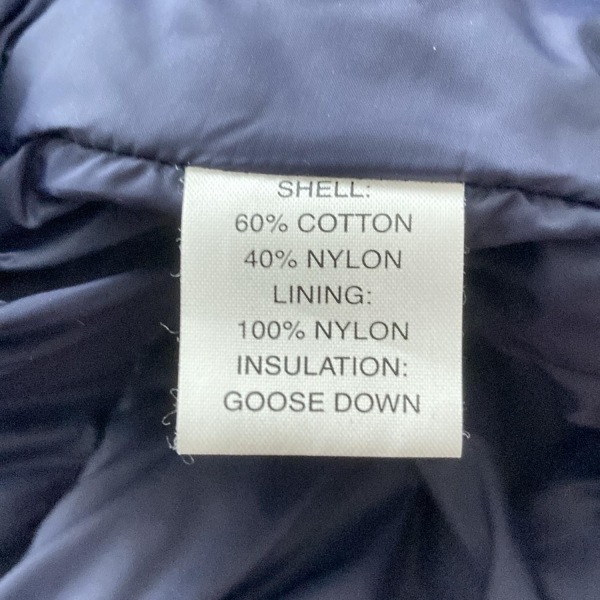 SHELL:
60% COTTON
40% NYLON
LINING:
100% NYLON
INSULATION:
GOOSE DOWN